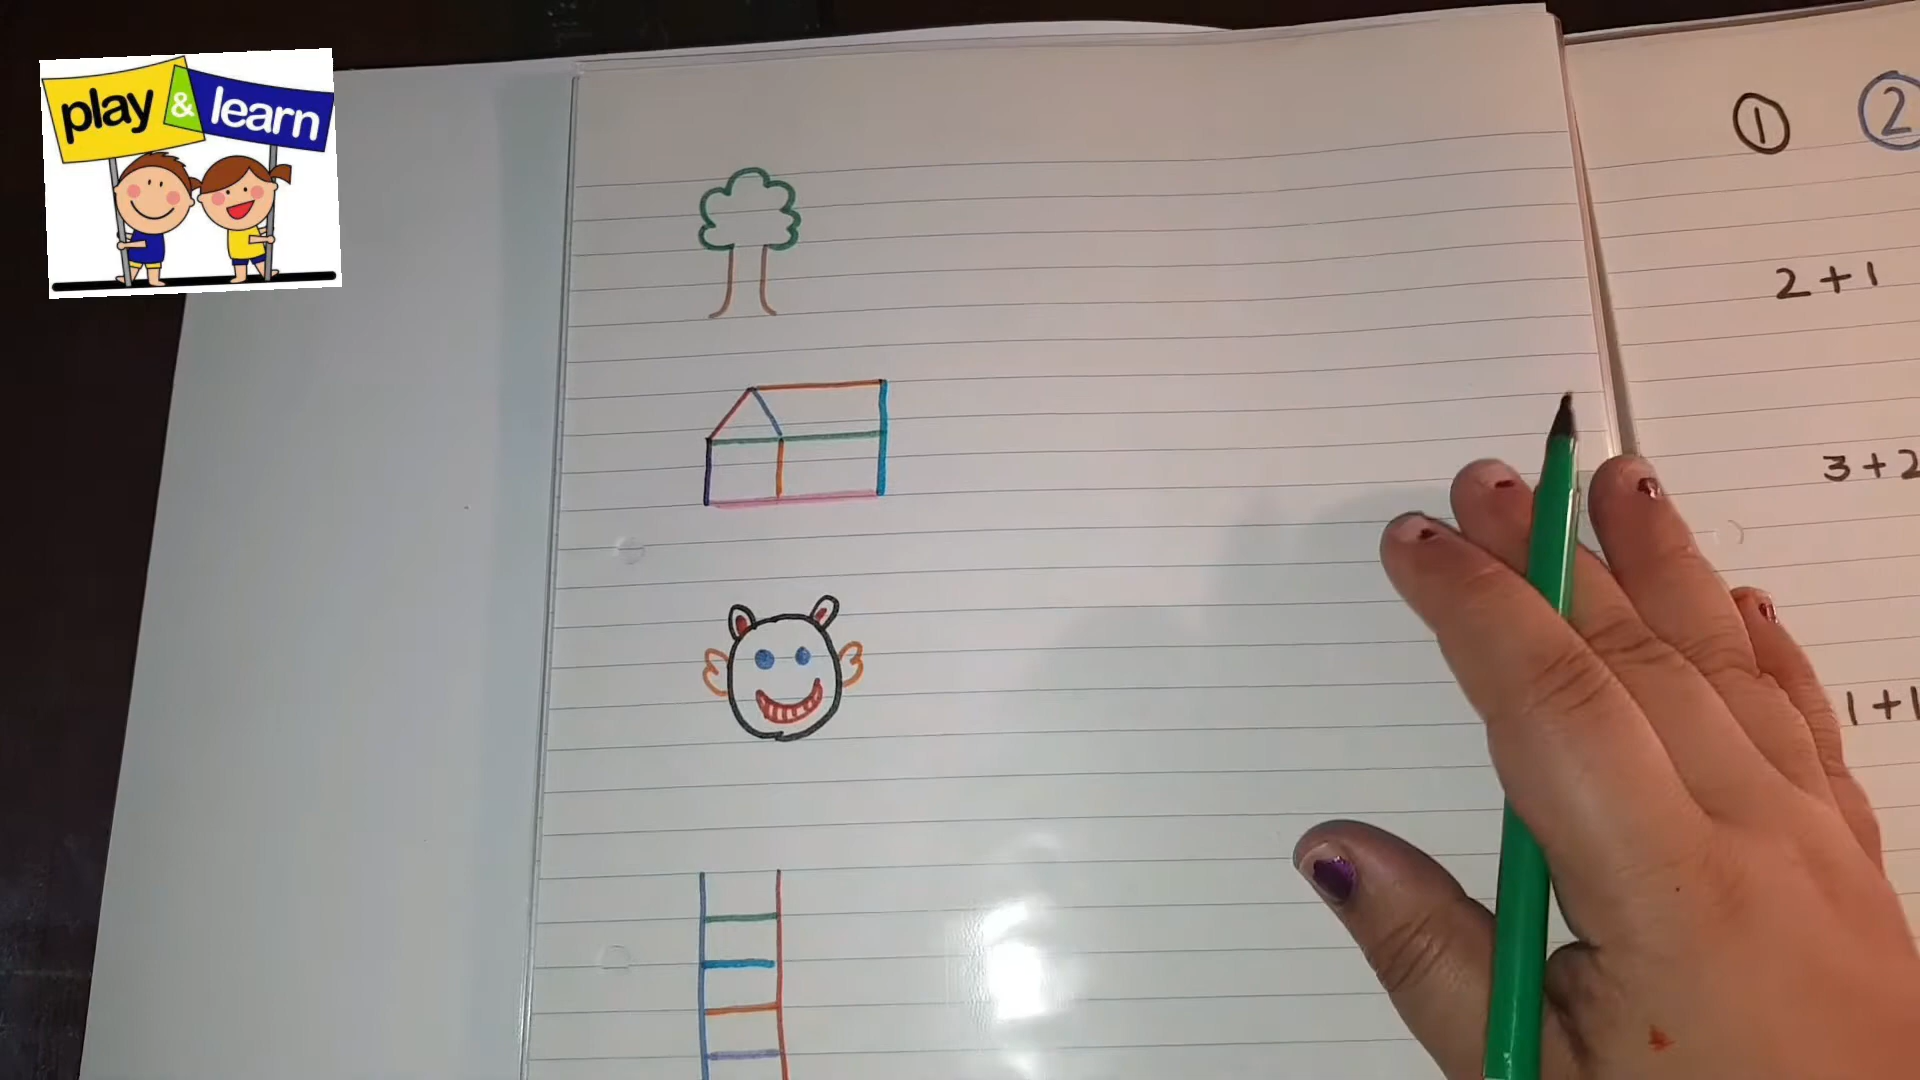 play & learn
① ②
2+1
3+2
1+1